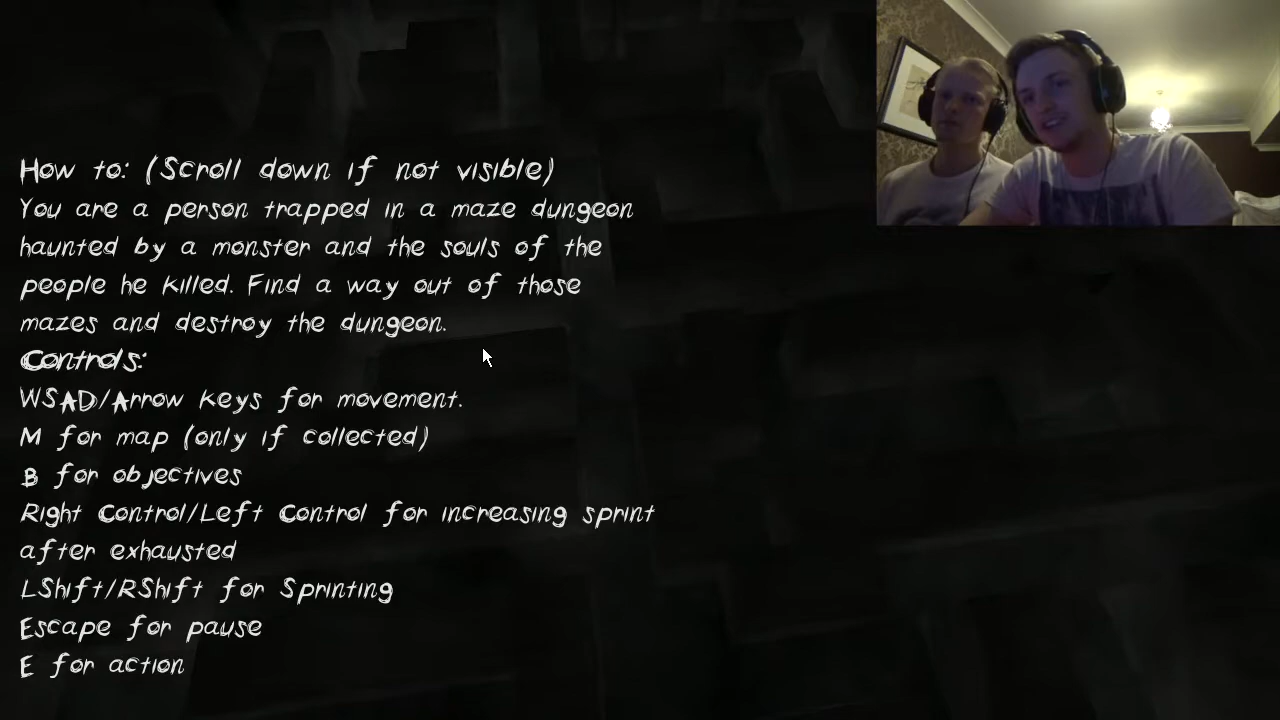 How to: (Scroll down if not visible)
You are a person trapped in a maze dungeon
haunted by a monster and the souls of the
people he killed. Find a way out of those
mazes and destroy the dungeon.
Controls:
WSAD/Arrow keys for movement.
M for map (only if collected)
B for objectives
Right Control/Left Control for increasing sprint
after exhausted
LShift/RShift for Sprinting
Escape for pause
E for action